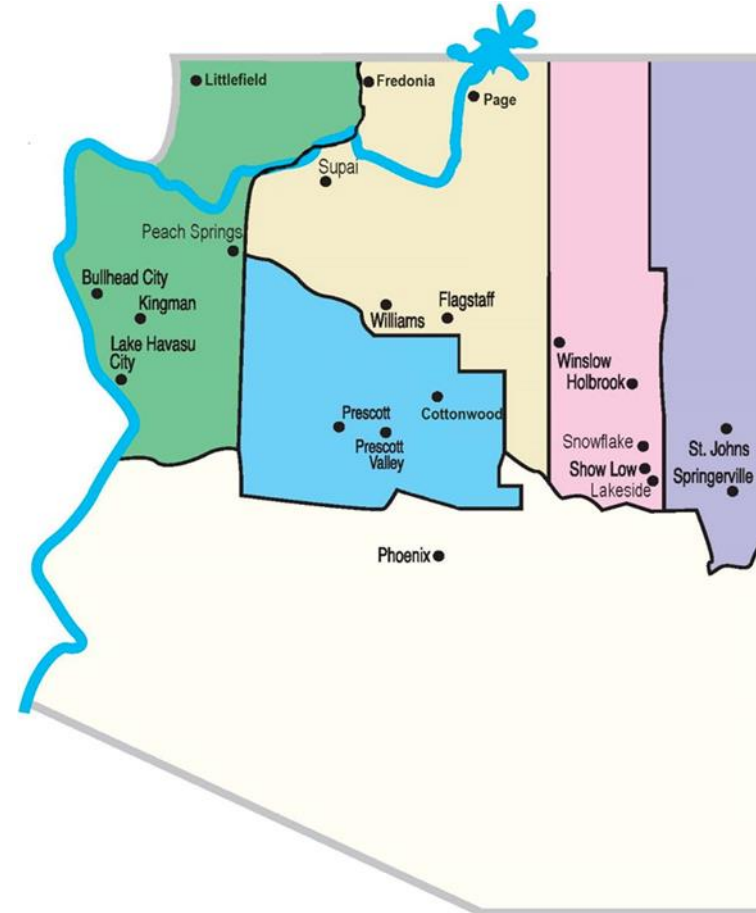 Littlefield
Fredonia
Page
Supai
Peach Springs
Bullhead City
Kingman
Flagstaff
Williams
Lake Havasu
City
Winslow
Holbrook
Prescott
Cottonwood
Prescott
Valley
Snowflake
St. Johns
Show Low
Springerville
Lakeside
Phoenix